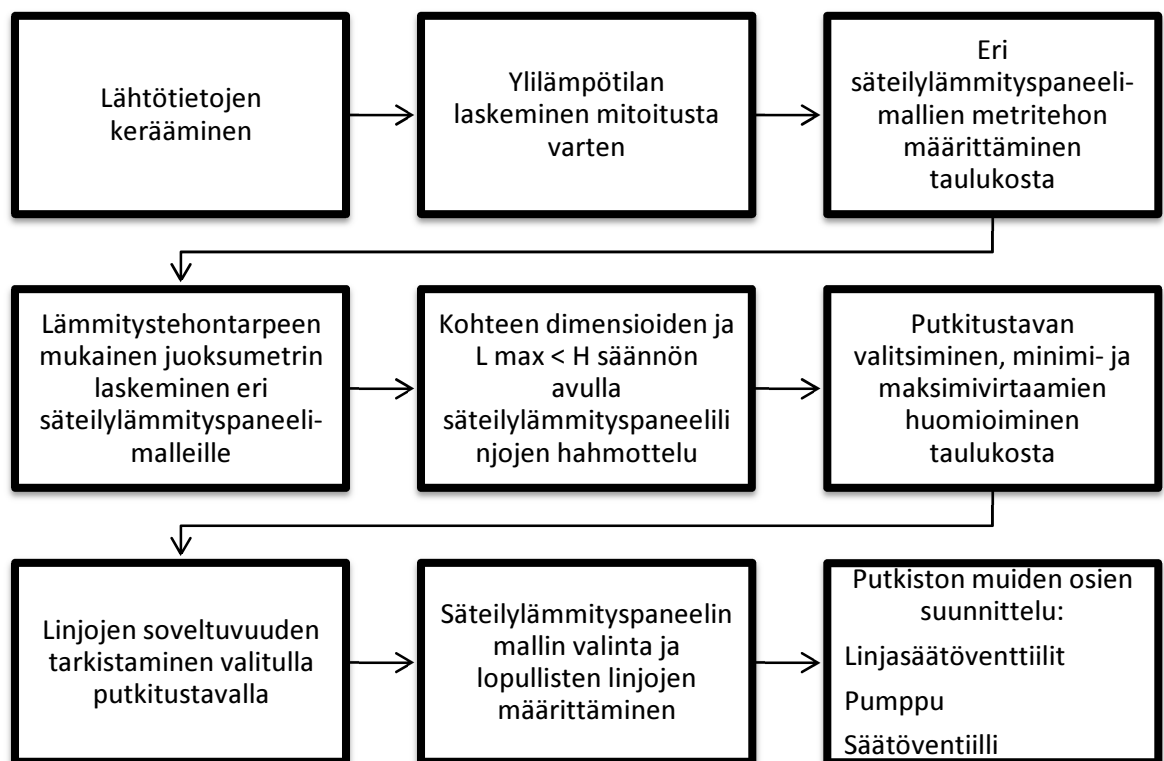 Lähtötietojen
kerääminen
Ylilämpötilan
laskeminen mitoitusta
varten
Eri
säteilylämmityspaneeli-
mallien metritehon
määrittäminen
taulukosta
Lämmitystehontarpeen
mukainen juoksumetrin
laskeminen eri
säteilylämmityspaneeli-
malleille
Kohteen dimensioiden ja
L max < H säännön
avulla
säteilylämmityspaneelili
njojen hahmottelu
Putkitustavan
valitsiminen, minimi- ja
maksimivirtaamien
huomioiminen
taulukosta
Linjojen soveltuvuuden
tarkistaminen valitulla
putkitustavalla
Säteilylämmityspaneelin
mallin valinta ja
lopullisten linjojen
määrittäminen
Putkiston muiden osien
suunnittelu:
Linjasäätöventtiilit
Pumppu
Säätöventiilli